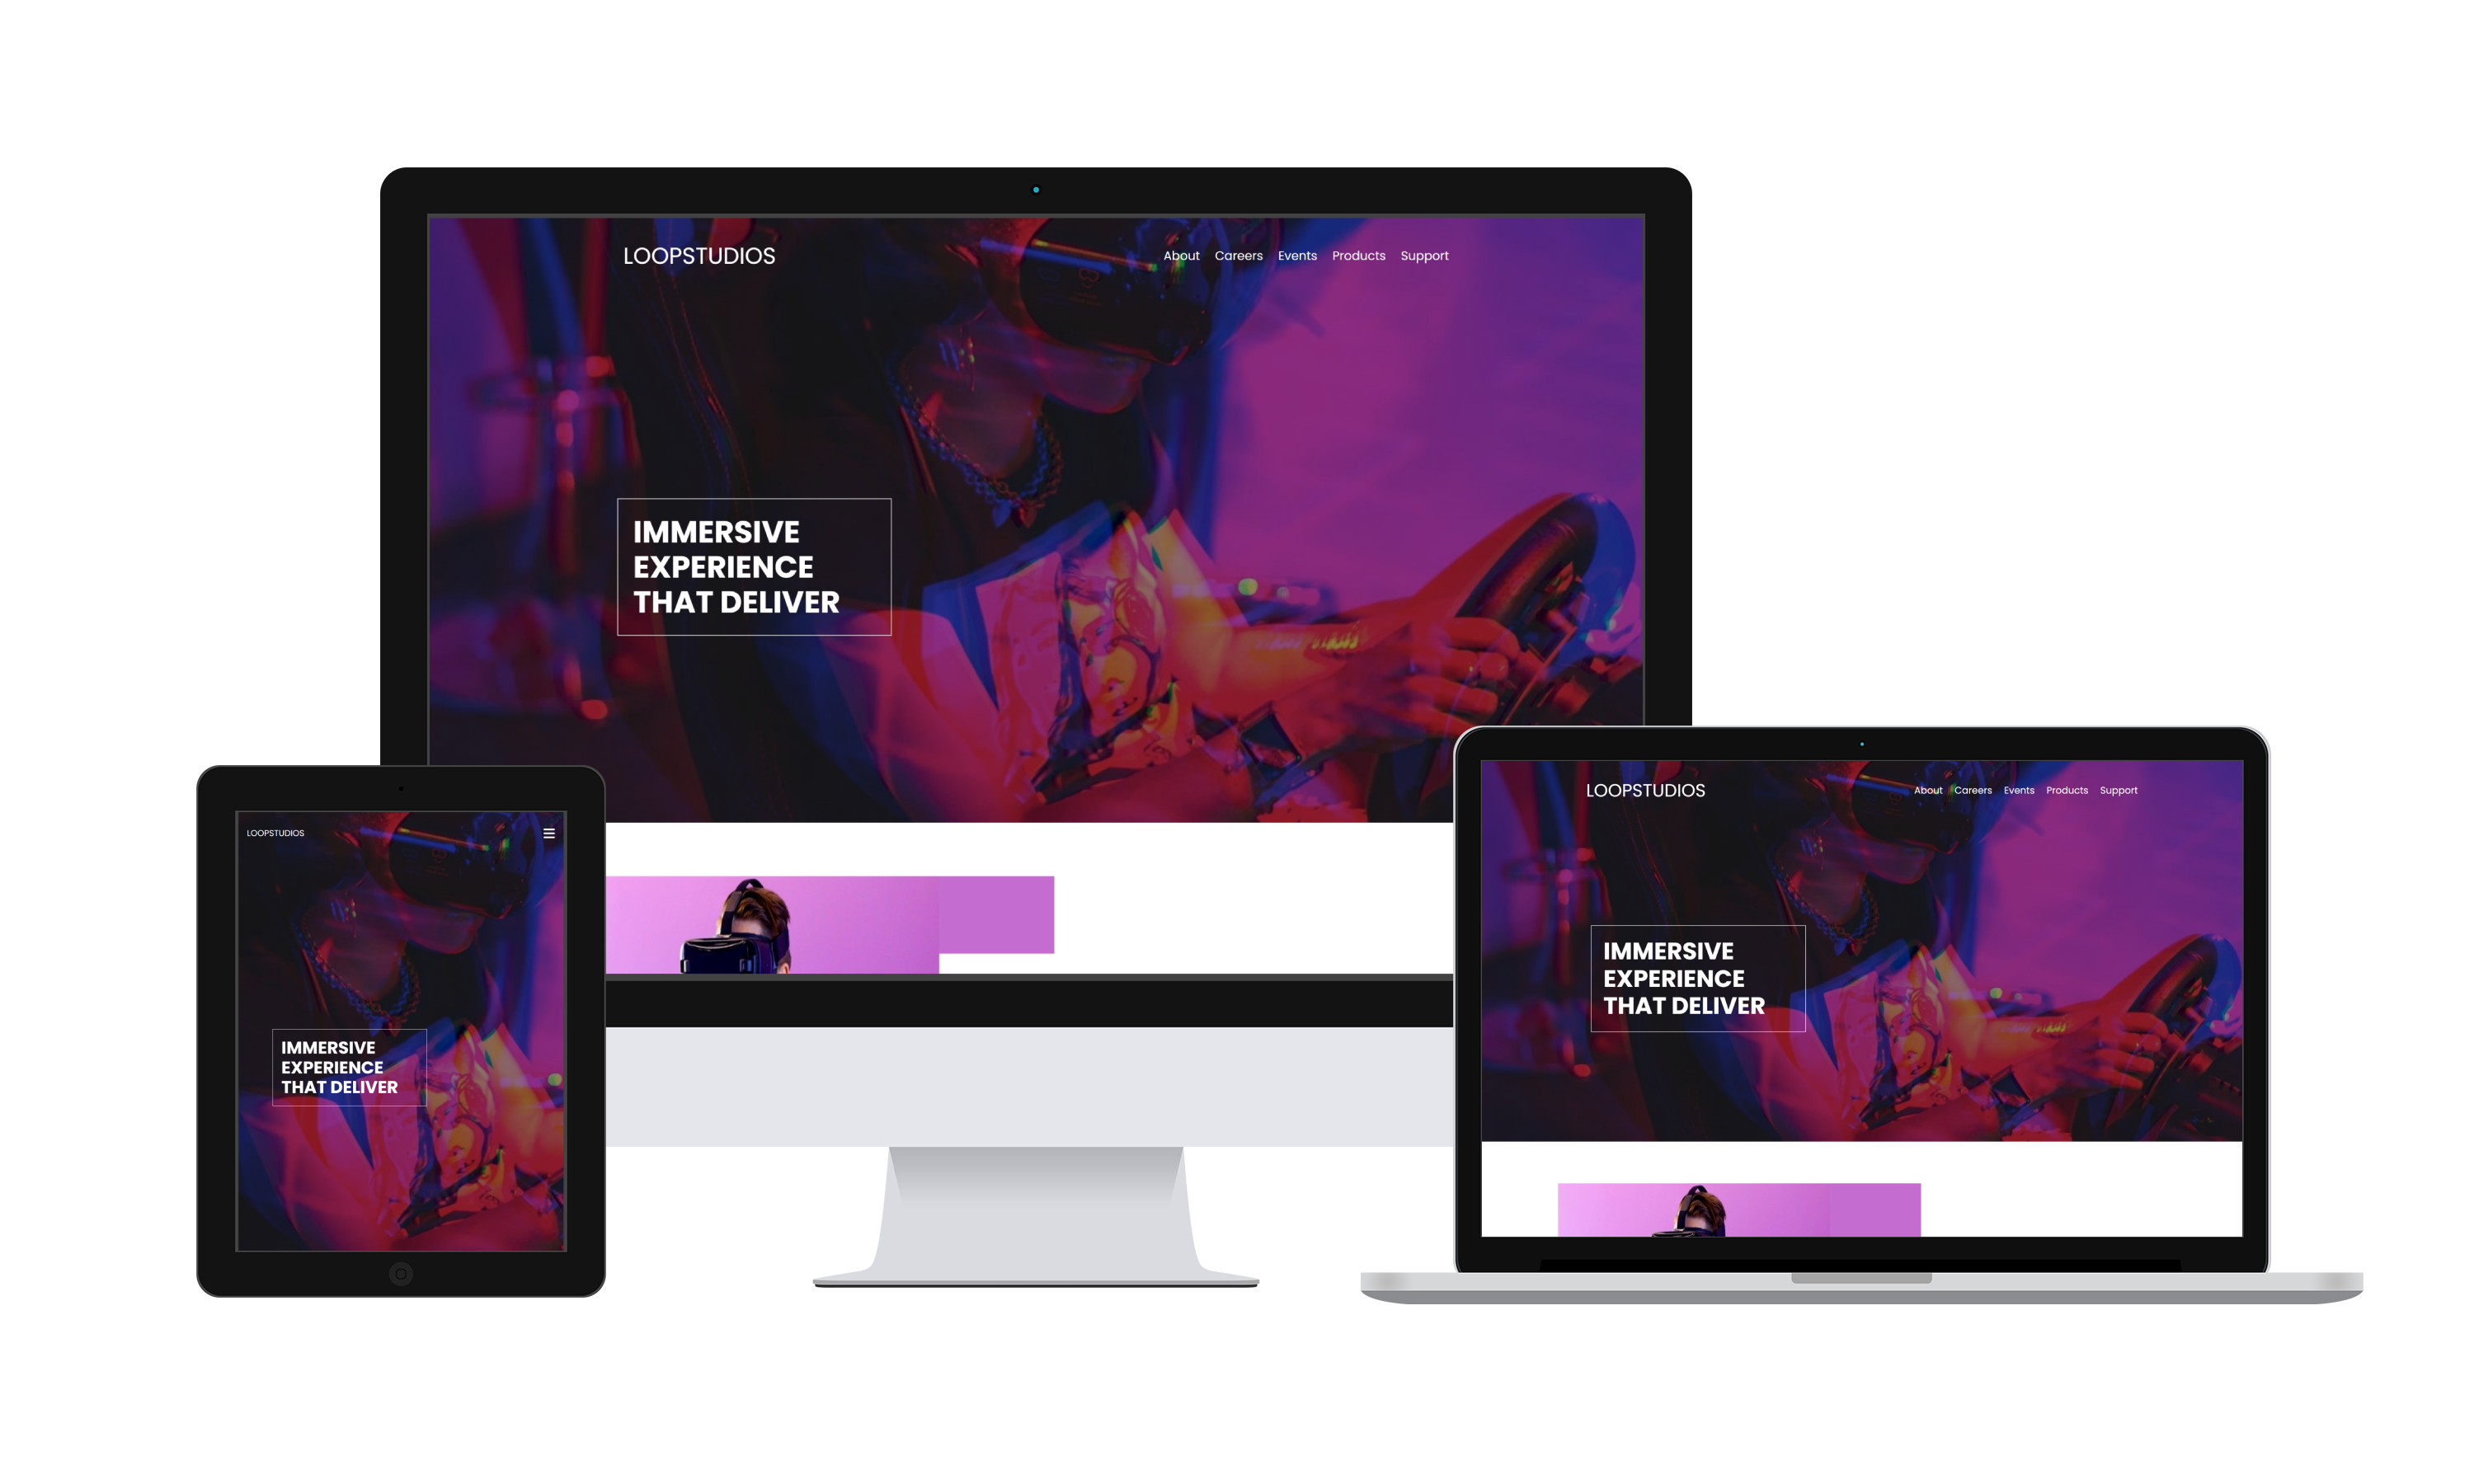 LOOPSTUDIOS
About Careers Events Products Support
IMMERSIVE
EXPERIENCE
THAT DELIVER
LOOPSTUDIOS
IMMERSIVE
EXPERIENCE
THAT DELIVER
LOOPSTUDIOS
About Careers Events Products Support
IMMERSIVE
EXPERIENCE
THAT DELIVER